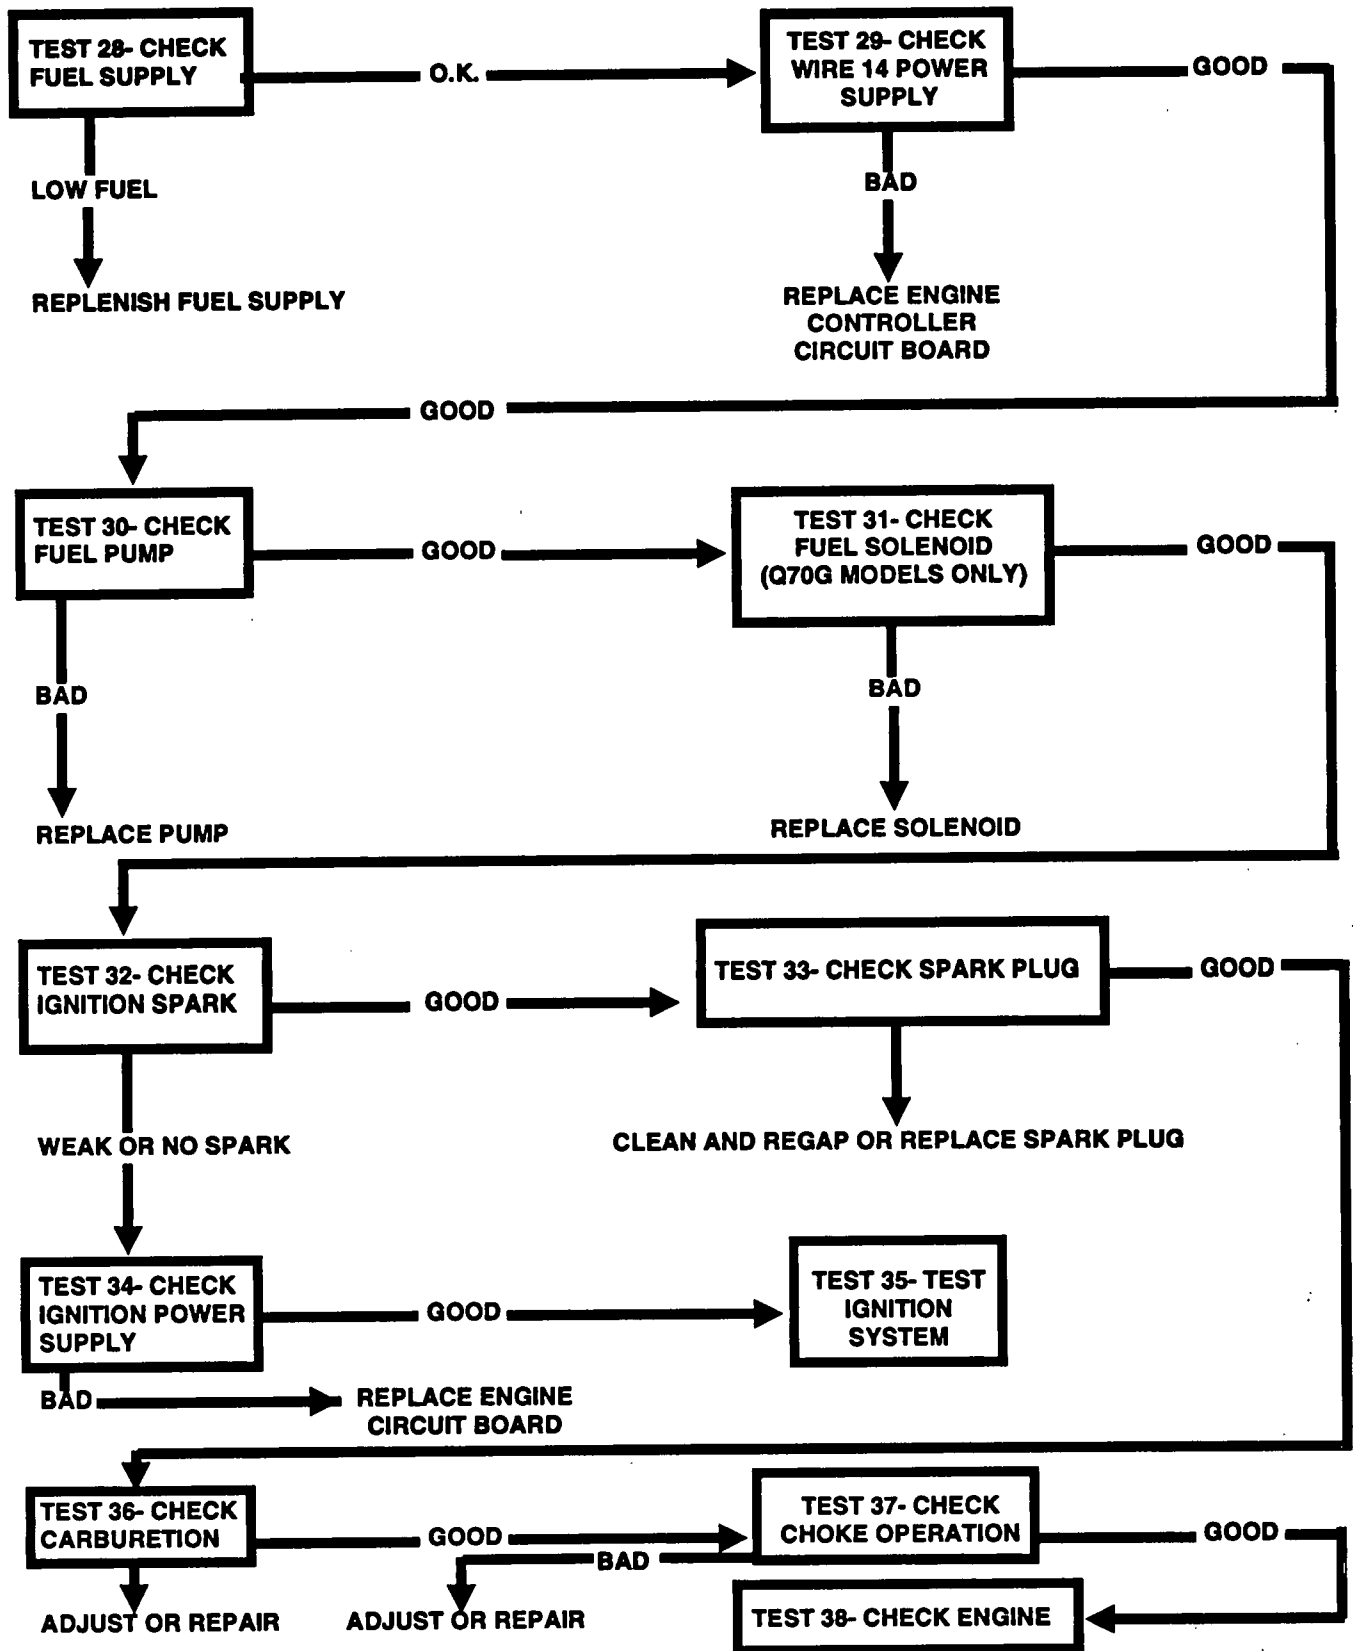 TEST 28- CHECK
FUEL SUPPLY
O.K.
TEST 29- CHECK
WIRE 14 POWER
SUPPLY
GOOD
LOW FUEL
BAD
REPLENISH FUEL SUPPLY
REPLACE ENGINE
CONTROLLER
CIRCUIT BOARD
GOOD
TEST 30- CHECK
FUEL PUMP
GOOD
TEST 31- CHECK
FUEL SOLENOID
(Q70G MODELS ONLY)
GOOD
BAD
BAD
REPLACE PUMP
REPLACE SOLENOID
TEST 32- CHECK
IGNITION SPARK
GOOD
TEST 33- CHECK SPARK PLUG
GOOD
WEAK OR NO SPARK
CLEAN AND REGAP OR REPLACE SPARK PLUG
TEST 34- CHECK
IGNITION POWER
SUPPLY
GOOD
TEST 35- TEST
IGNITION
SYSTEM
BAD
REPLACE ENGINE
CIRCUIT BOARD
TEST 36- CHECK
CARBURETION
GOOD
TEST 37- CHECK
CHOKE OPERATION
GOOD
BAD
ADJUST OR REPAIR
ADJUST OR REPAIR
TEST 38- CHECK ENGINE